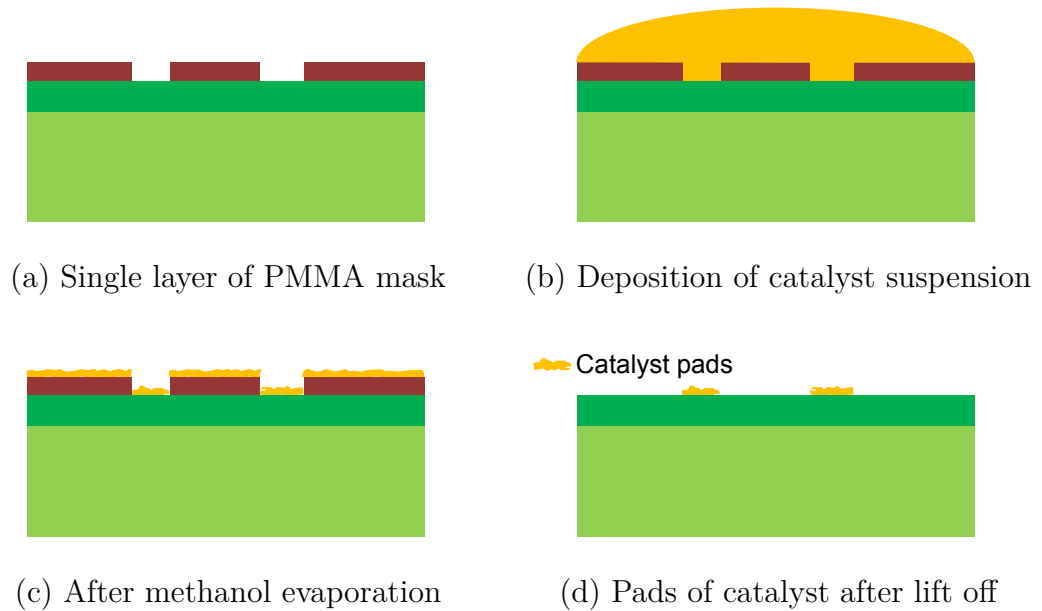 (a) Single layer of PMMA mask
(b) Deposition of catalyst suspension
Catalyst pads
(c) After methanol evaporation
(d) Pads of catalyst after lift off